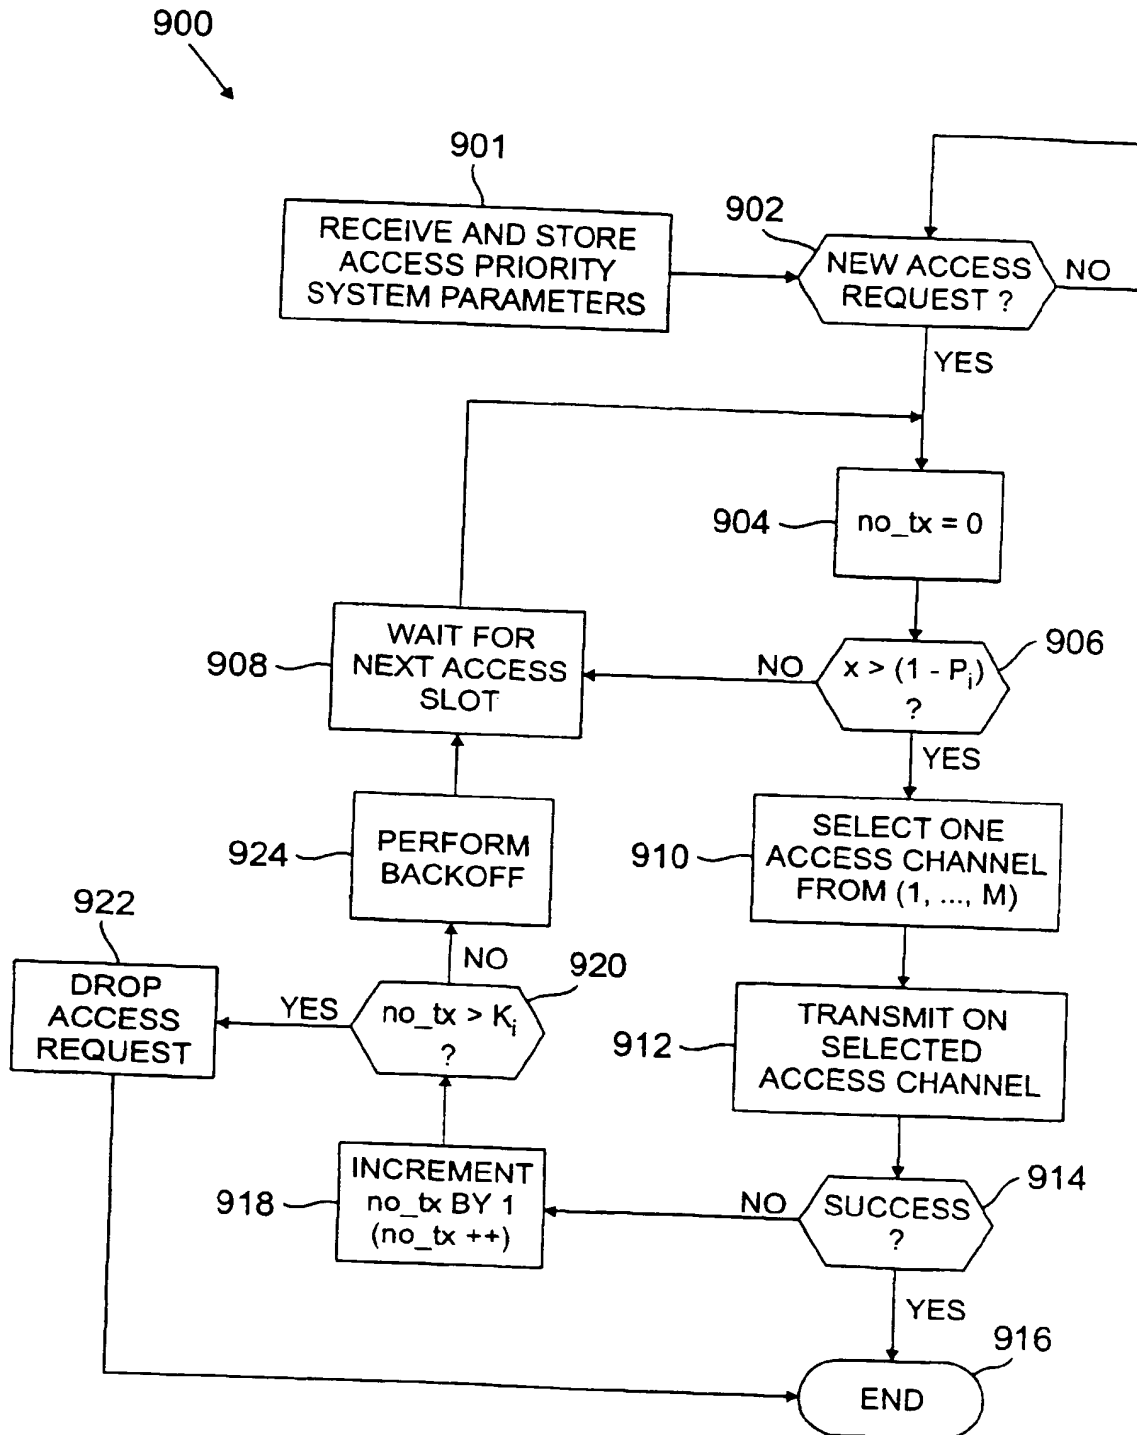 900
901
RECEIVE AND STORE
ACCESS PRIORITY
SYSTEM PARAMETERS
902
NEW ACCESS
REQUEST ?
NO
YES
904
no_tx = 0
906
x > (1 - Pi)
?
NO
YES
908
WAIT FOR
NEXT ACCESS
SLOT
910
SELECT ONE
ACCESS CHANNEL
FROM (1, ..., M)
924
PERFORM
BACKOFF
922
DROP
ACCESS
REQUEST
YES
NO
920
no_tx > Ki
?
912
TRANSMIT ON
SELECTED
ACCESS CHANNEL
918
INCREMENT
no_tx BY 1
(no_tx ++)
NO
914
SUCCESS
?
YES
916
END